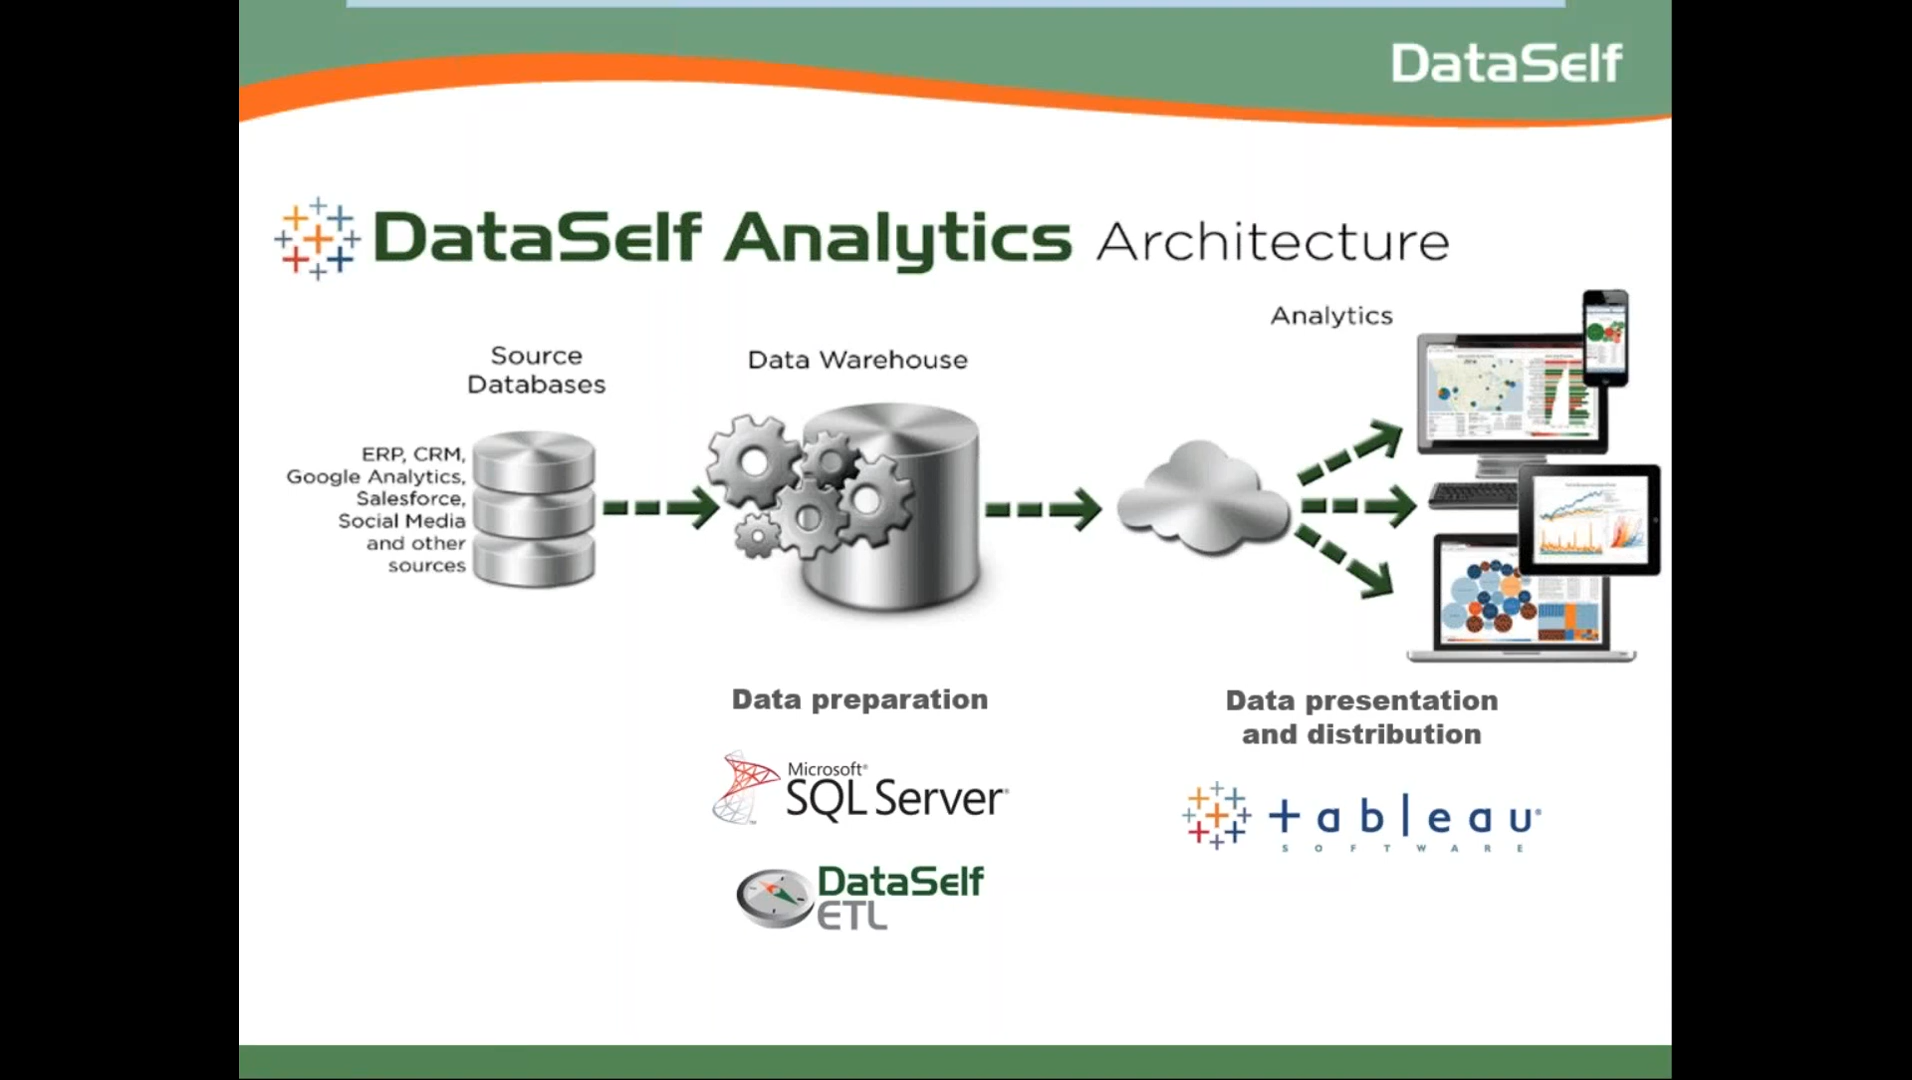 DataSelf
DataSelf Analytics Architecture
Analytics
Source
Databases
Data Warehouse
ERP, CRM,
Google Analytics,
Salesforce,
Social Media
and other
sources
Data preparation
Data presentation
and distribution
Microsoft®
SQL Server®
DataSelf
ETL
+ableau®
SOFTWARE